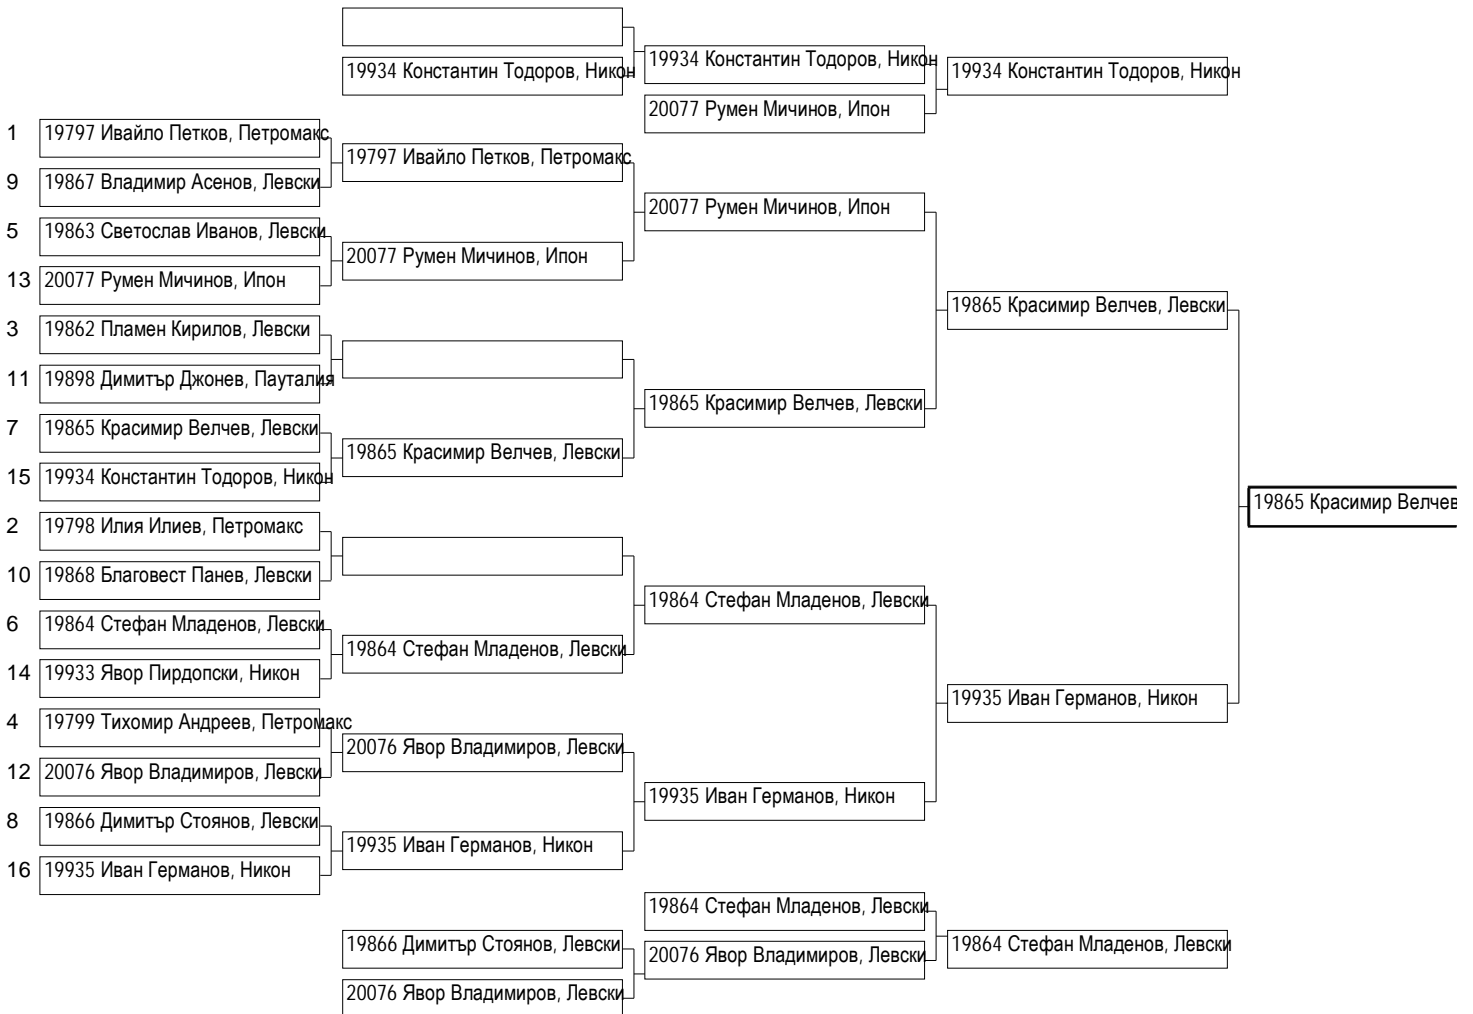 19934 Константин Тодоров, Никон
19934 Константин Тодоров, Никон
19934 Константин Тодоров, Никон
20077 Румен Мичинов, Ипон
1 19797 Ивайло Петков, Петромакс
19797 Ивайло Петков, Петромакс
9 19867 Владимир Асенов, Левски
20077 Румен Мичинов, Ипон
5 19863 Светослав Иванов, Левски
20077 Румен Мичинов, Ипон
13 20077 Румен Мичинов, Ипон
19865 Красимир Велчев, Левски
3 19862 Пламен Кирилов, Левски
11 19898 Димитър Джонев, Пауталия
19865 Красимир Велчев, Левски
7 19865 Красимир Велчев, Левски
19865 Красимир Велчев, Левски
15 19934 Константин Тодоров, Никон
19865 Красимир Велчев
2 19798 Илия Илиев, Петромакс
10 19868 Благовест Панев, Левски
19864 Стефан Младенов, Левски
6 19864 Стефан Младенов, Левски
19864 Стефан Младенов, Левски
14 19933 Явор Пирдопски, Никон
19935 Иван Германов, Никон
4 19799 Тихомир Андреев, Петромакс
20076 Явор Владимиров, Левски
12 20076 Явор Владимиров, Левски
19935 Иван Германов, Никон
8 19866 Димитър Стоянов, Левски
19935 Иван Германов, Никон
16 19935 Иван Германов, Никон
19864 Стефан Младенов, Левски
19866 Димитър Стоянов, Левски
20076 Явор Владимиров, Левски
19864 Стефан Младенов, Левски
20076 Явор Владимиров, Левски